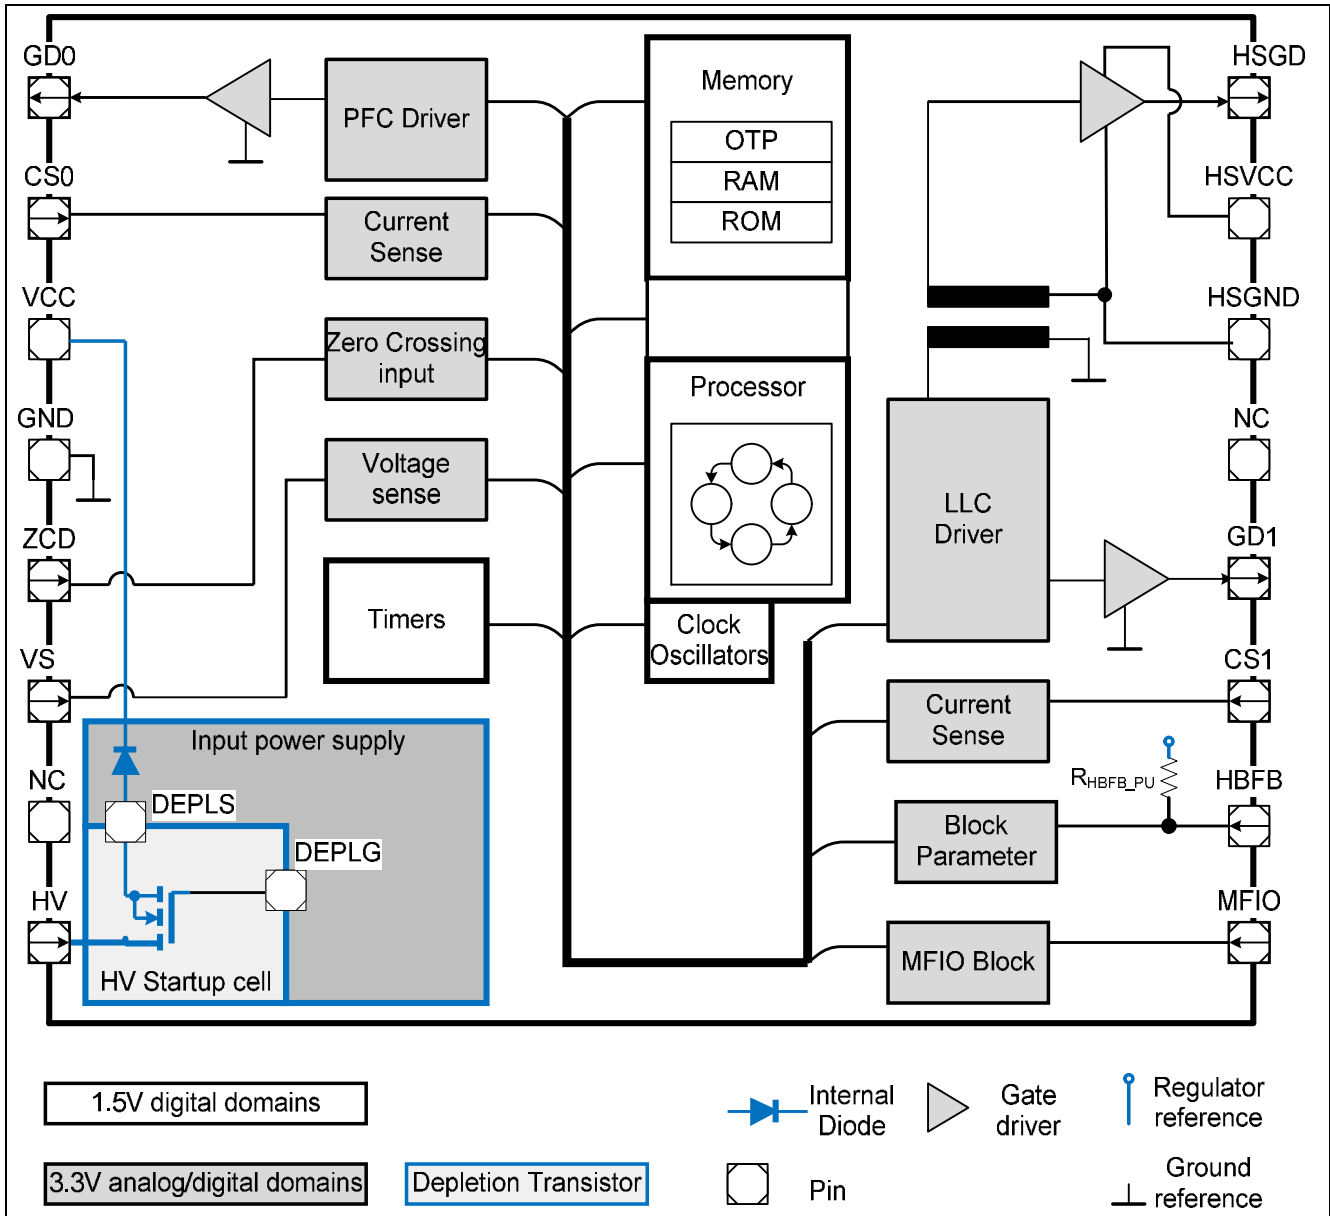 GD0
CS0
VCC
GND
ZCD
VS
NC
HV
PFC Driver
Current
Sense
Zero Crossing
input
Voltage
sense
Timers
Input power supply
DEPLS
DEPLG
HV Startup cell
Memory
OTP
RAM
ROM
Processor
Clock
Oscillators
LLC
Driver
Current
Sense
RHBFB_PU
Block
Parameter
MFIO Block
HSGD
HSVCC
HSGND
NC
GD1
CS1
HBFB
MFIO
1.5V digital domains
3.3V analog/digital domains
Depletion Transistor
Internal
Diode
Pin
Gate
driver
Regulator
reference
Ground
reference